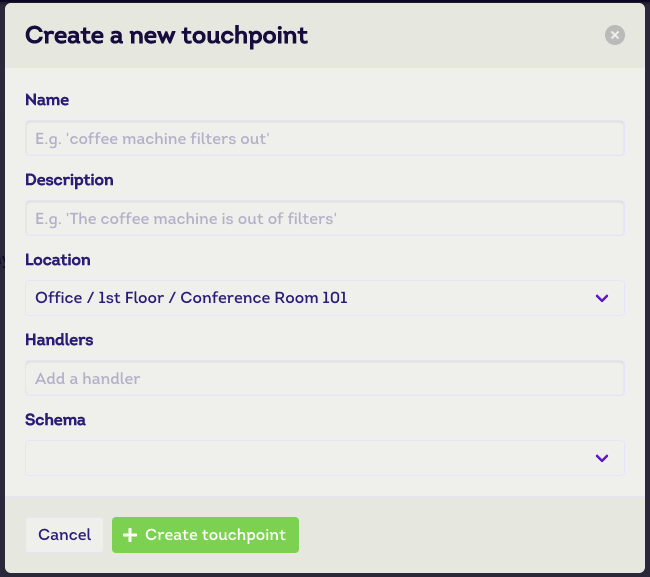 Create a new touchpoint
Name
E.g. 'coffee machine filters out'
Description
E.g. 'The coffee machine is out of filters'
Location
Office / 1st Floor / Conference Room 101
Handlers
Add a handler
Schema
Cancel
Create touchpoint